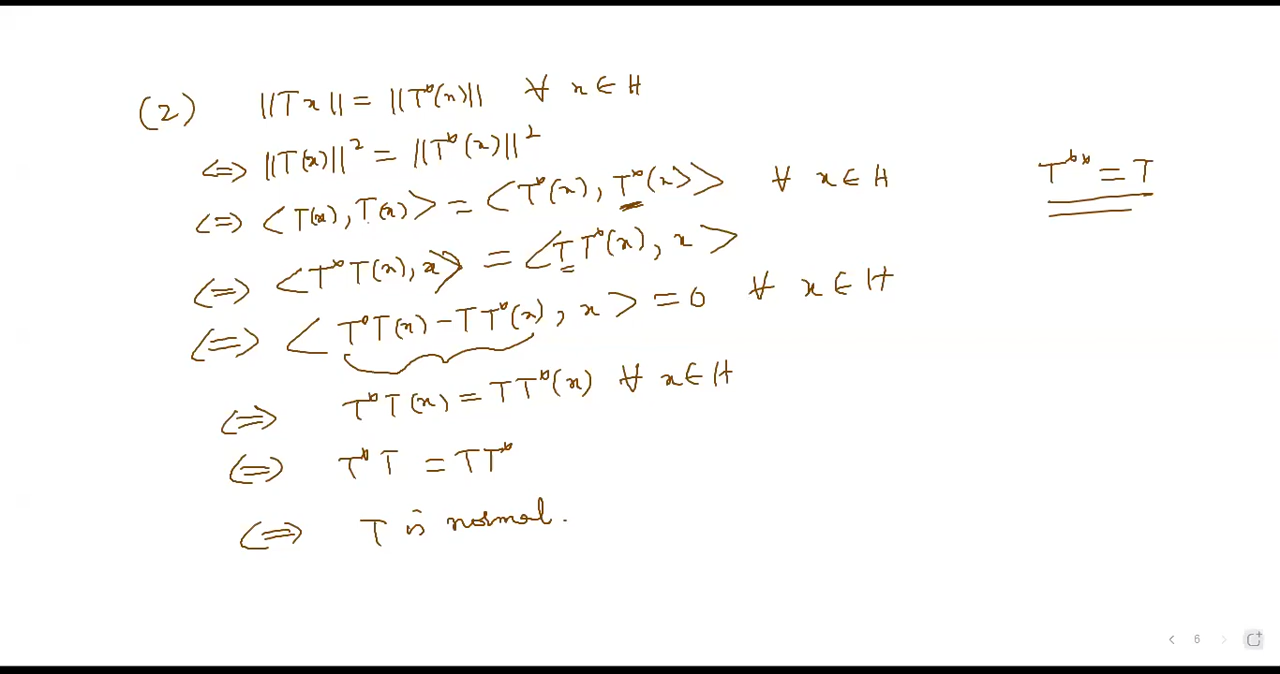 (2) ||Tx|| = ||T*(x)|| ∀ x ∈ H
⇔ ||T(x)||² = ||T*(x)||²
⇔ <T(x), T(x)> = <T*(x), T*(x)> ∀ x ∈ H
T** = T
⇔ <T*T(x), x> = <TT*(x), x>
⇔ <T*T(x) - TT*(x), x> = 0 ∀ x ∈ H
⇔ T*T(x) = TT*(x) ∀ x ∈ H
⇔ T*T = TT*
⇔ T is normal.
< 6 >